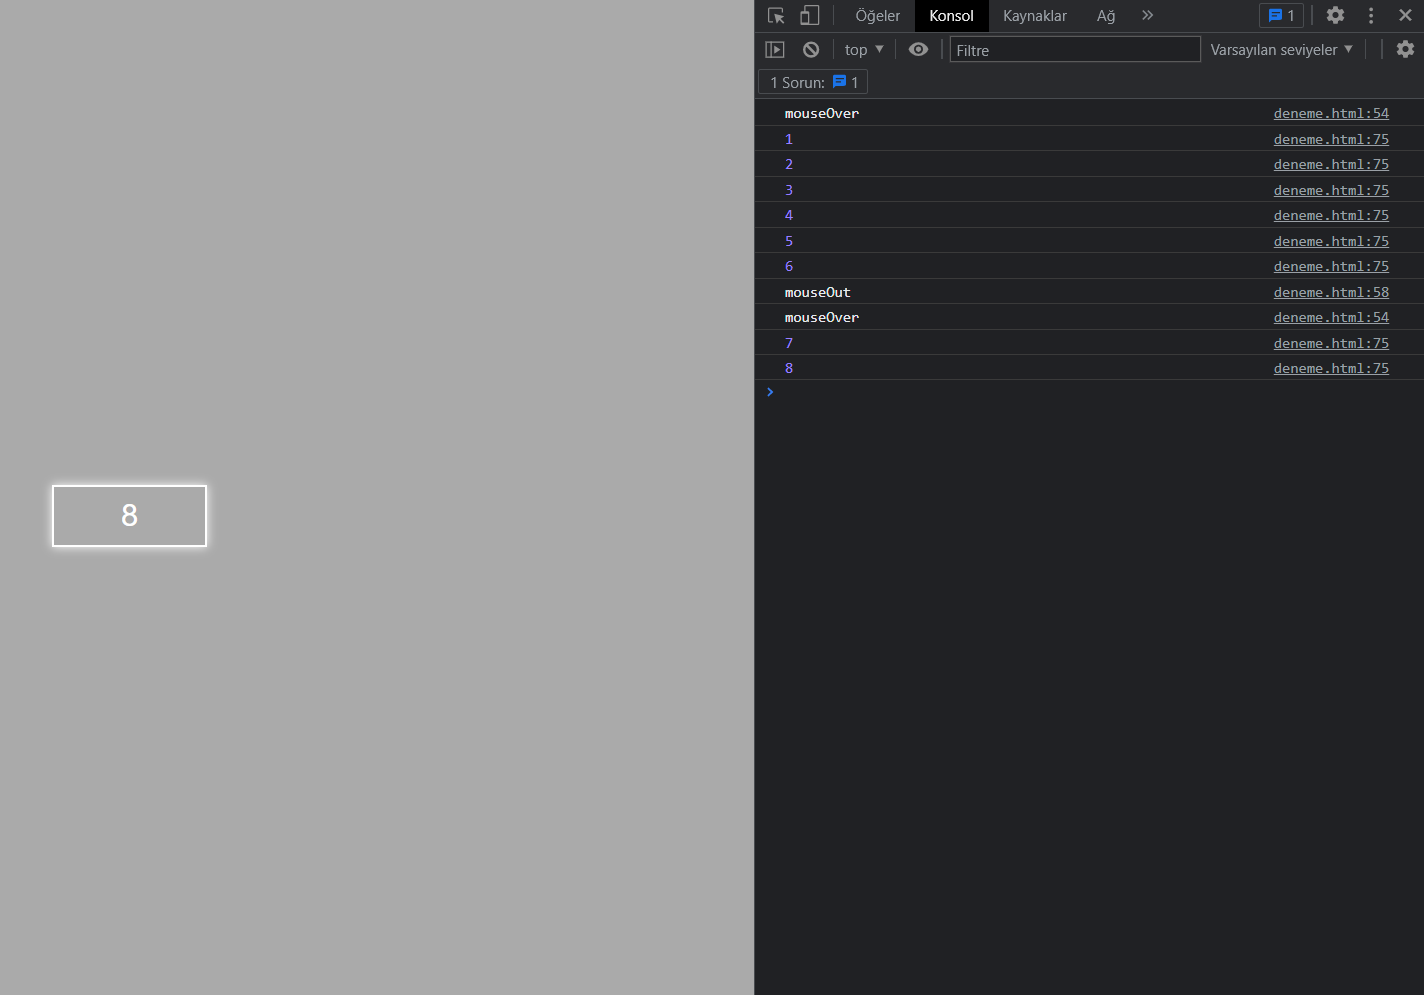 8
Öğeler Konsol Kaynaklar Ağ 1
top Filtre Varsayılan seviyeler
1 Sorun: 1
mouseOver deneme.html:54
1 deneme.html:75
2 deneme.html:75
3 deneme.html:75
4 deneme.html:75
5 deneme.html:75
6 deneme.html:75
mouseOut deneme.html:58
mouseOver deneme.html:54
7 deneme.html:75
8 deneme.html:75